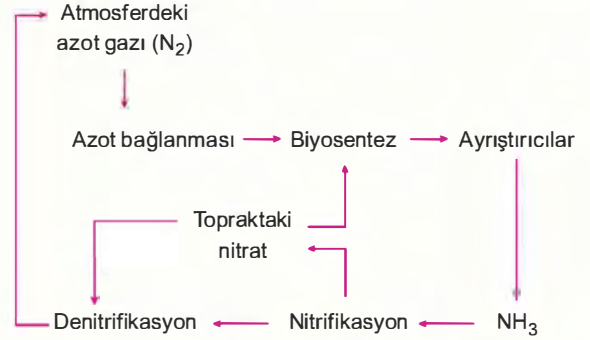 Atmosferdeki
azot gazı (N₂)
Azot bağlanması
Biyosentez
Ayrıştırıcılar
Topraktaki
nitrat
Denitrifikasyon
Nitrifikasyon
NH₃